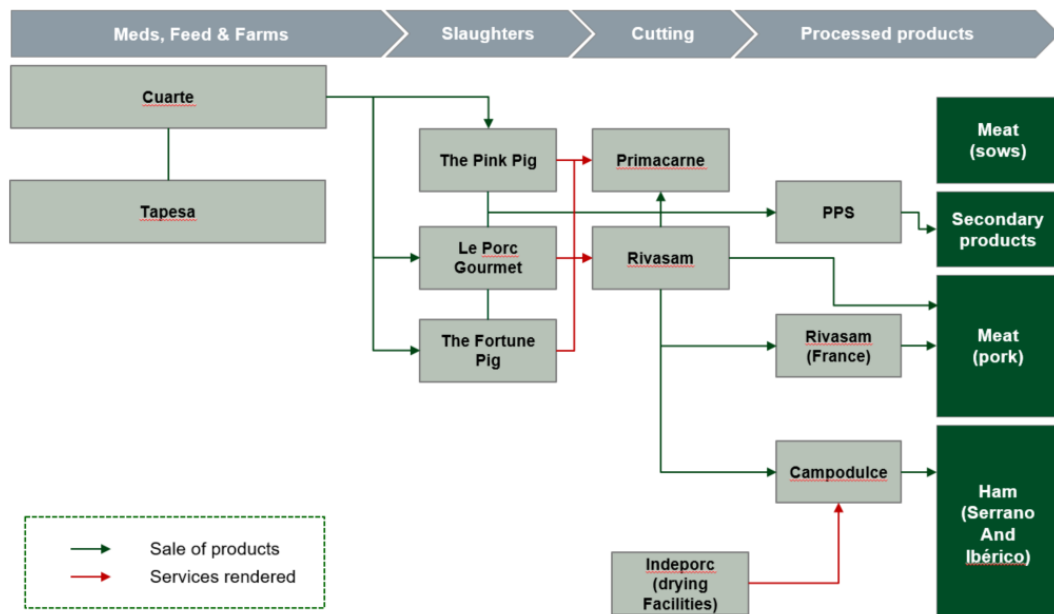 Meds, Feed & Farms
Slaughters
Cutting
Processed products
Cuarte
Tapesa
The Pink Pig
Le Porc
Gourmet
The Fortune
Pig
Primacarne
Rivasam
PPS
Rivasam
(France)
Campodulce
Indeporc
(drying
Facilities)
Meat
(sows)
Secondary
products
Meat
(pork)
Ham
(Serrano
And
Ibérico)
Sale of products
Services rendered